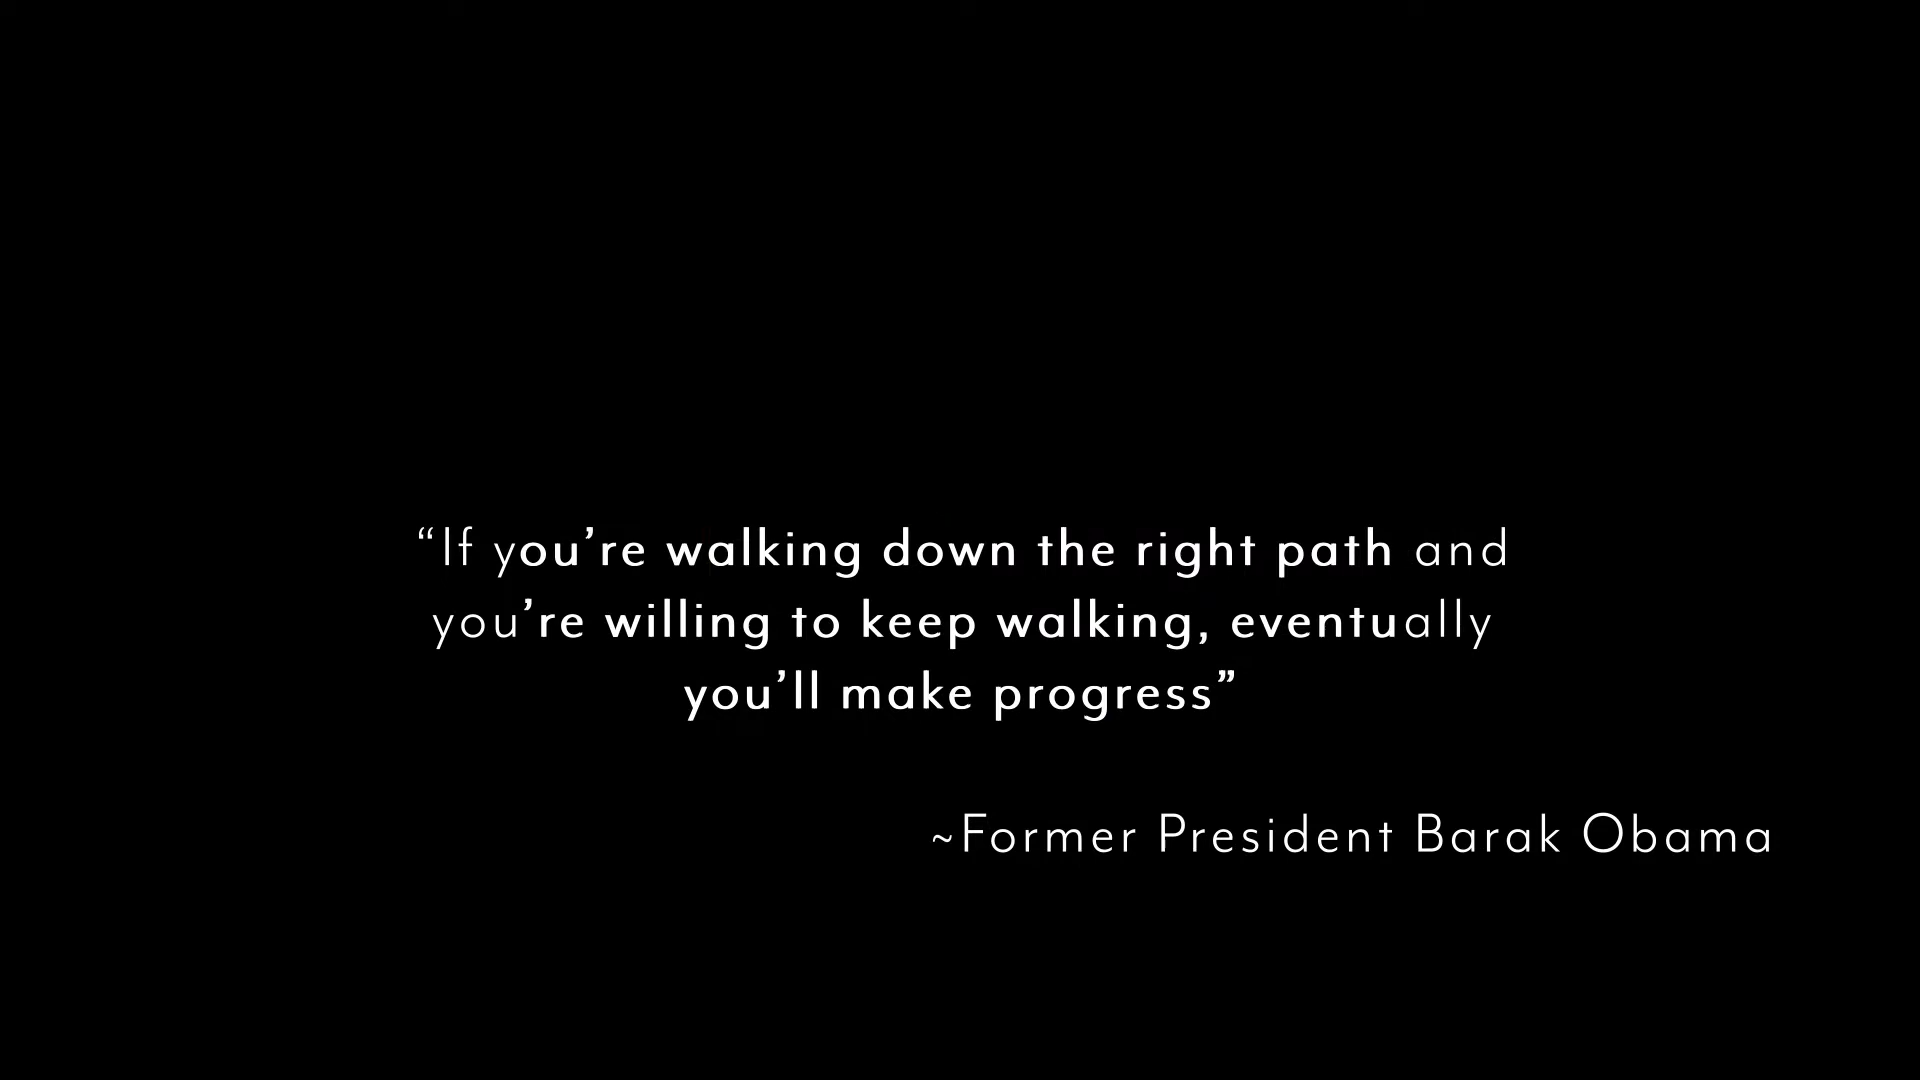 “If you’re walking down the right path and
you’re willing to keep walking, eventually
you’ll make progress”
~Former President Barak Obama